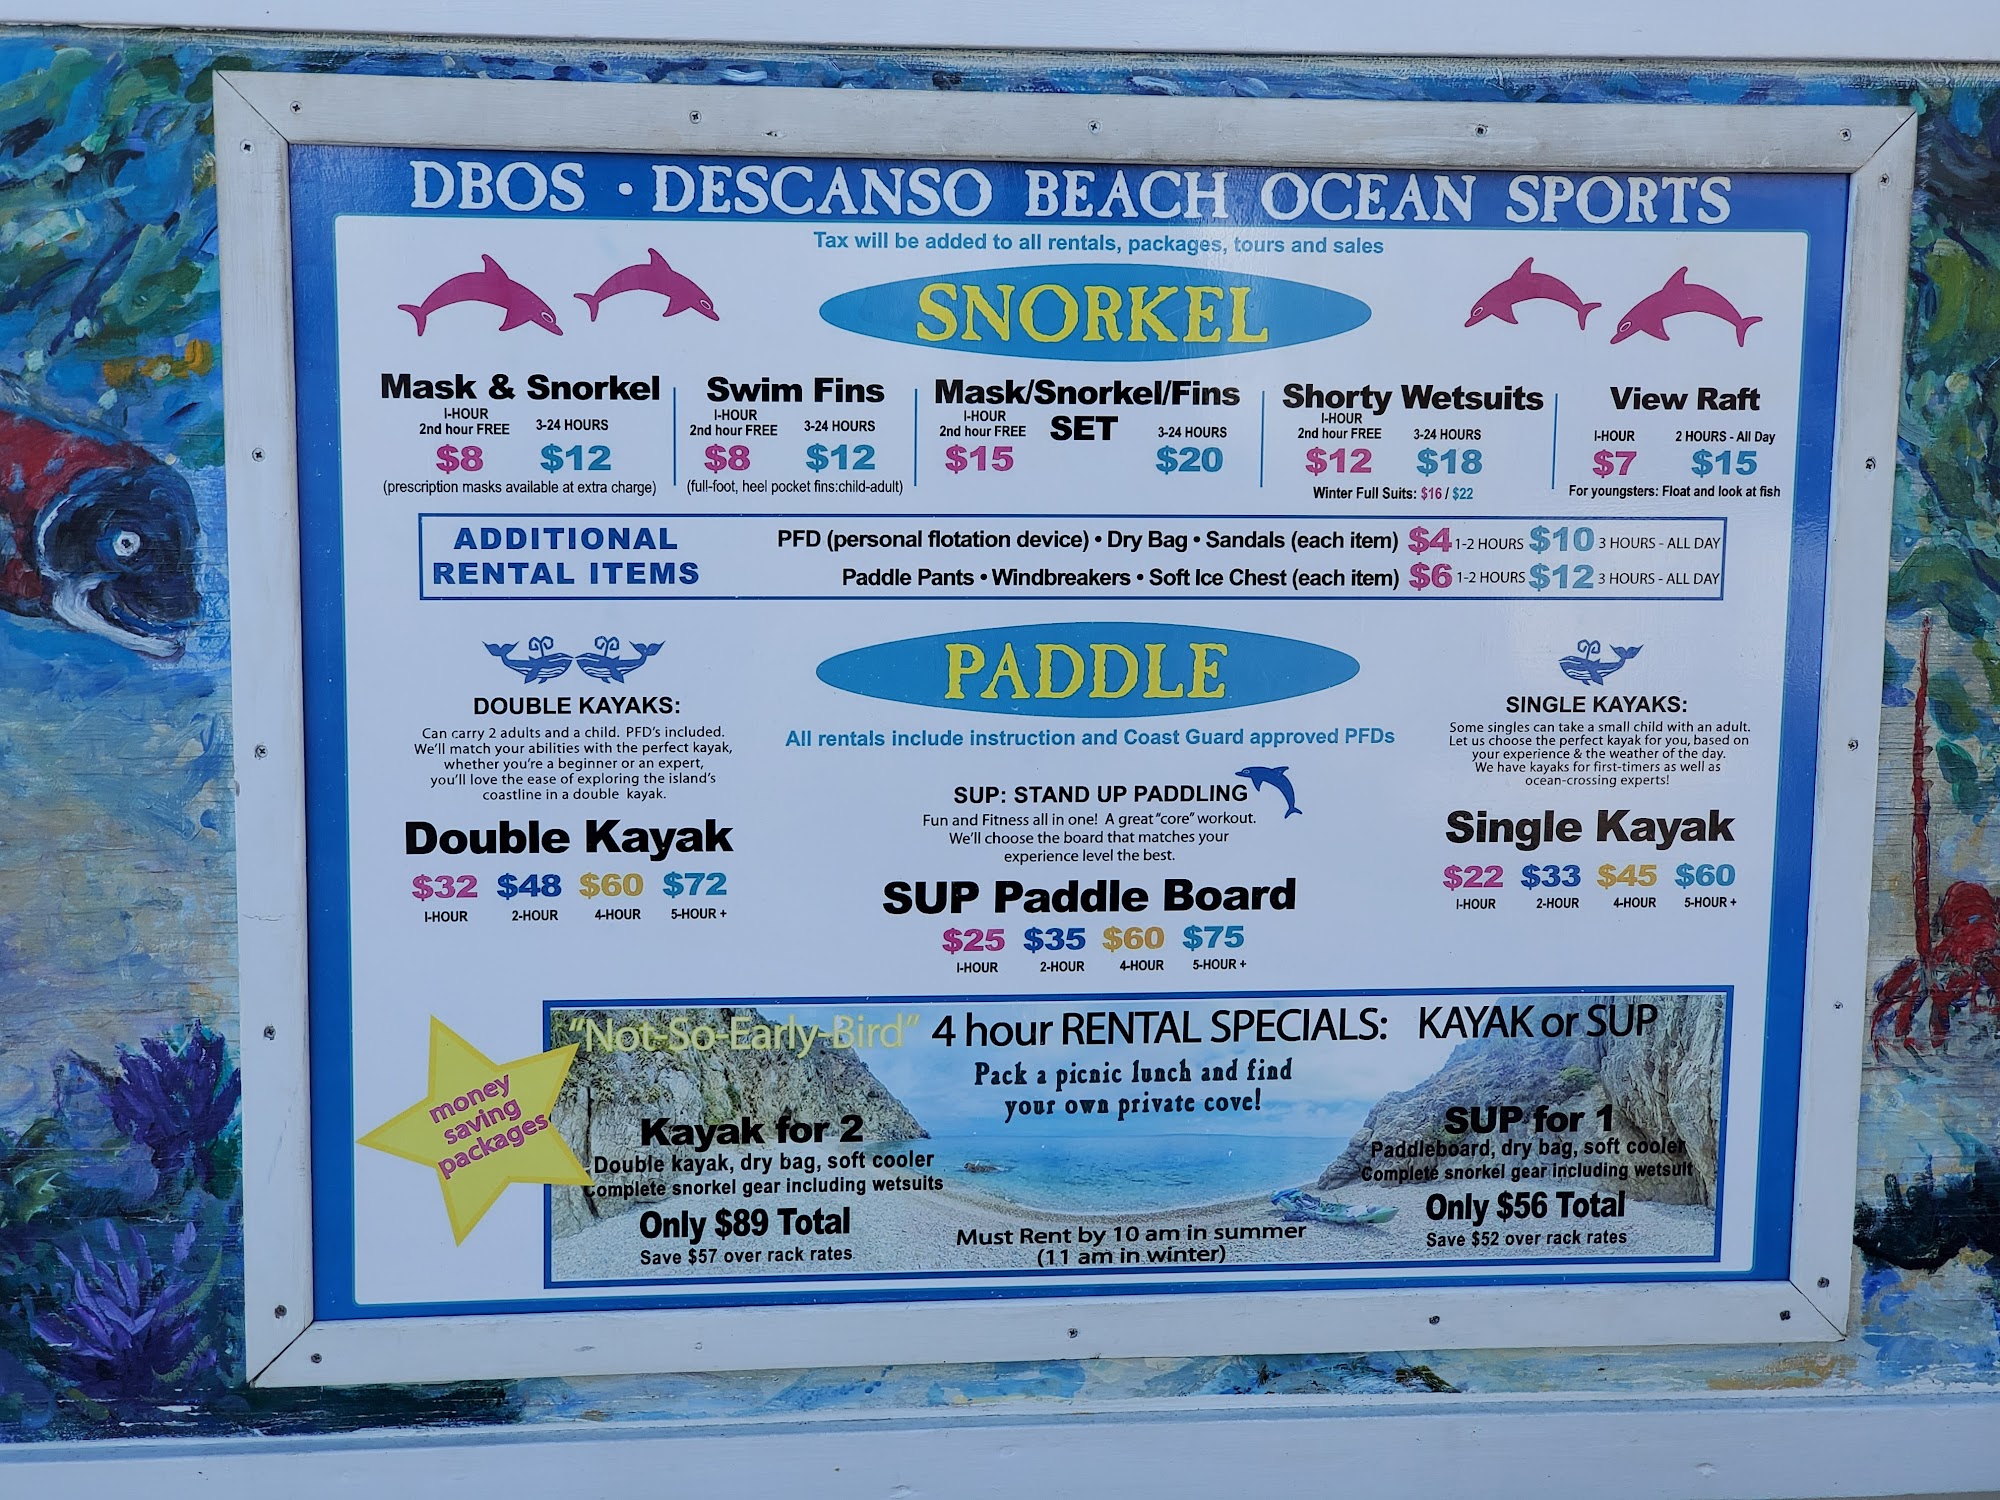 DBOS • DESCANSO BEACH OCEAN SPORTS
Tax will be added to all rentals, packages, tours and sales
SNORKEL
Mask & Snorkel
1-HOUR
2nd hour FREE
3-24 HOURS
$8
$12
(prescription masks available at extra charge)
Swim Fins
1-HOUR
2nd hour FREE
3-24 HOURS
$8
$12
(full-foot, heel pocket fins:child-adult)
Mask/Snorkel/Fins
SET
1-HOUR
2nd hour FREE
3-24 HOURS
$15
$20
Shorty Wetsuits
1-HOUR
2nd hour FREE
3-24 HOURS
$12
$18
Winter Full Suits: $16 / $22
View Raft
1-HOUR
2 HOURS - All Day
$7
$15
For youngsters: Float and look at fish
ADDITIONAL
RENTAL ITEMS
PFD (personal flotation device) • Dry Bag • Sandals (each item) $4 1-2 HOURS $10 3 HOURS - ALL DAY
Paddle Pants • Windbreakers • Soft Ice Chest (each item) $6 1-2 HOURS $12 3 HOURS - ALL DAY
PADDLE
All rentals include instruction and Coast Guard approved PFDs
DOUBLE KAYAKS:
Can carry 2 adults and a child. PFD's included.
We'll match your abilities with the perfect kayak,
whether you're a beginner or an expert,
you'll love the ease of exploring the island's
coastline in a double kayak.
Double Kayak
$32 $48 $60 $72
1-HOUR 2-HOUR 4-HOUR 5-HOUR +
SUP: STAND UP PADDLING
Fun and Fitness all in one! A great "core" workout.
We'll choose the board that matches your
experience level the best.
SUP Paddle Board
$25 $35 $60 $75
1-HOUR 2-HOUR 4-HOUR 5-HOUR +
SINGLE KAYAKS:
Some singles can take a small child with an adult.
Let us choose the perfect kayak for you, based on
your experience & the weather of the day.
We have kayaks for first-timers as well as
ocean-crossing experts!
Single Kayak
$22 $33 $45 $60
1-HOUR 2-HOUR 4-HOUR 5-HOUR +
money
saving
packages
"Not-So-Early-Bird" 4 hour RENTAL SPECIALS: KAYAK or SUP
Pack a picnic lunch and find
your own private cove!
Kayak for 2
Double kayak, dry bag, soft cooler
Complete snorkel gear including wetsuits
Only $89 Total
Save $57 over rack rates
Must Rent by 10 am in summer
(11 am in winter)
SUP for 1
Paddleboard, dry bag, soft cooler
Complete snorkel gear including wetsuit
Only $56 Total
Save $52 over rack rates